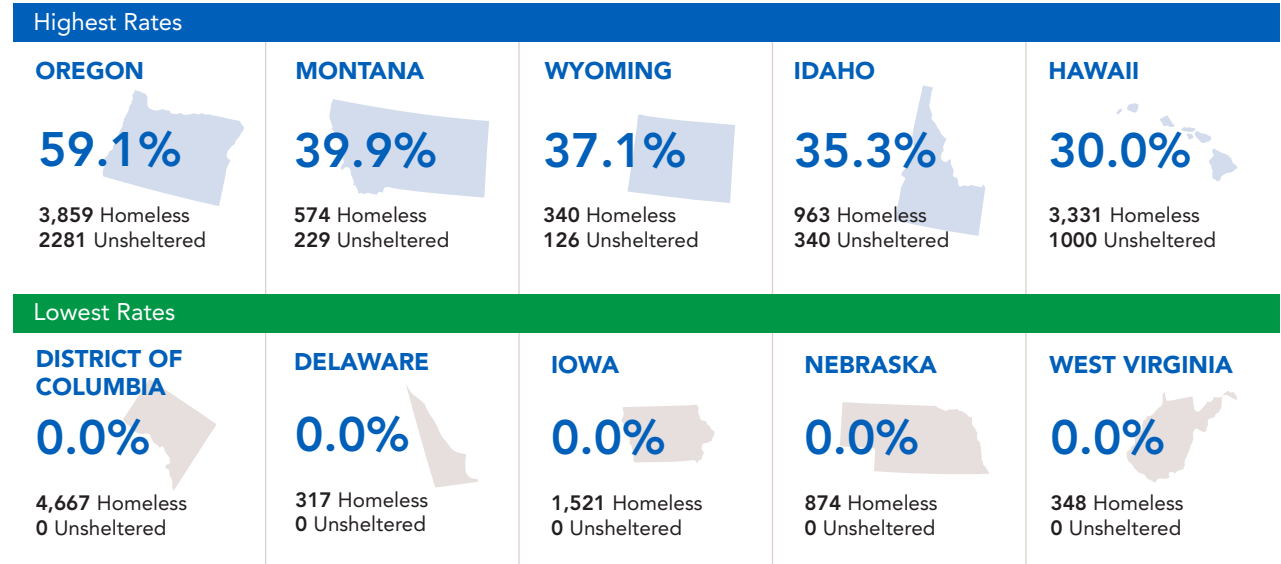 Highest Rates
OREGON
59.1%
3,859 Homeless
2281 Unsheltered
MONTANA
39.9%
574 Homeless
229 Unsheltered
WYOMING
37.1%
340 Homeless
126 Unsheltered
IDAHO
35.3%
963 Homeless
340 Unsheltered
HAWAII
30.0%
3,331 Homeless
1000 Unsheltered
Lowest Rates
DISTRICT OF
COLUMBIA
0.0%
4,667 Homeless
0 Unsheltered
DELAWARE
0.0%
317 Homeless
0 Unsheltered
IOWA
0.0%
1,521 Homeless
0 Unsheltered
NEBRASKA
0.0%
874 Homeless
0 Unsheltered
WEST VIRGINIA
0.0%
348 Homeless
0 Unsheltered